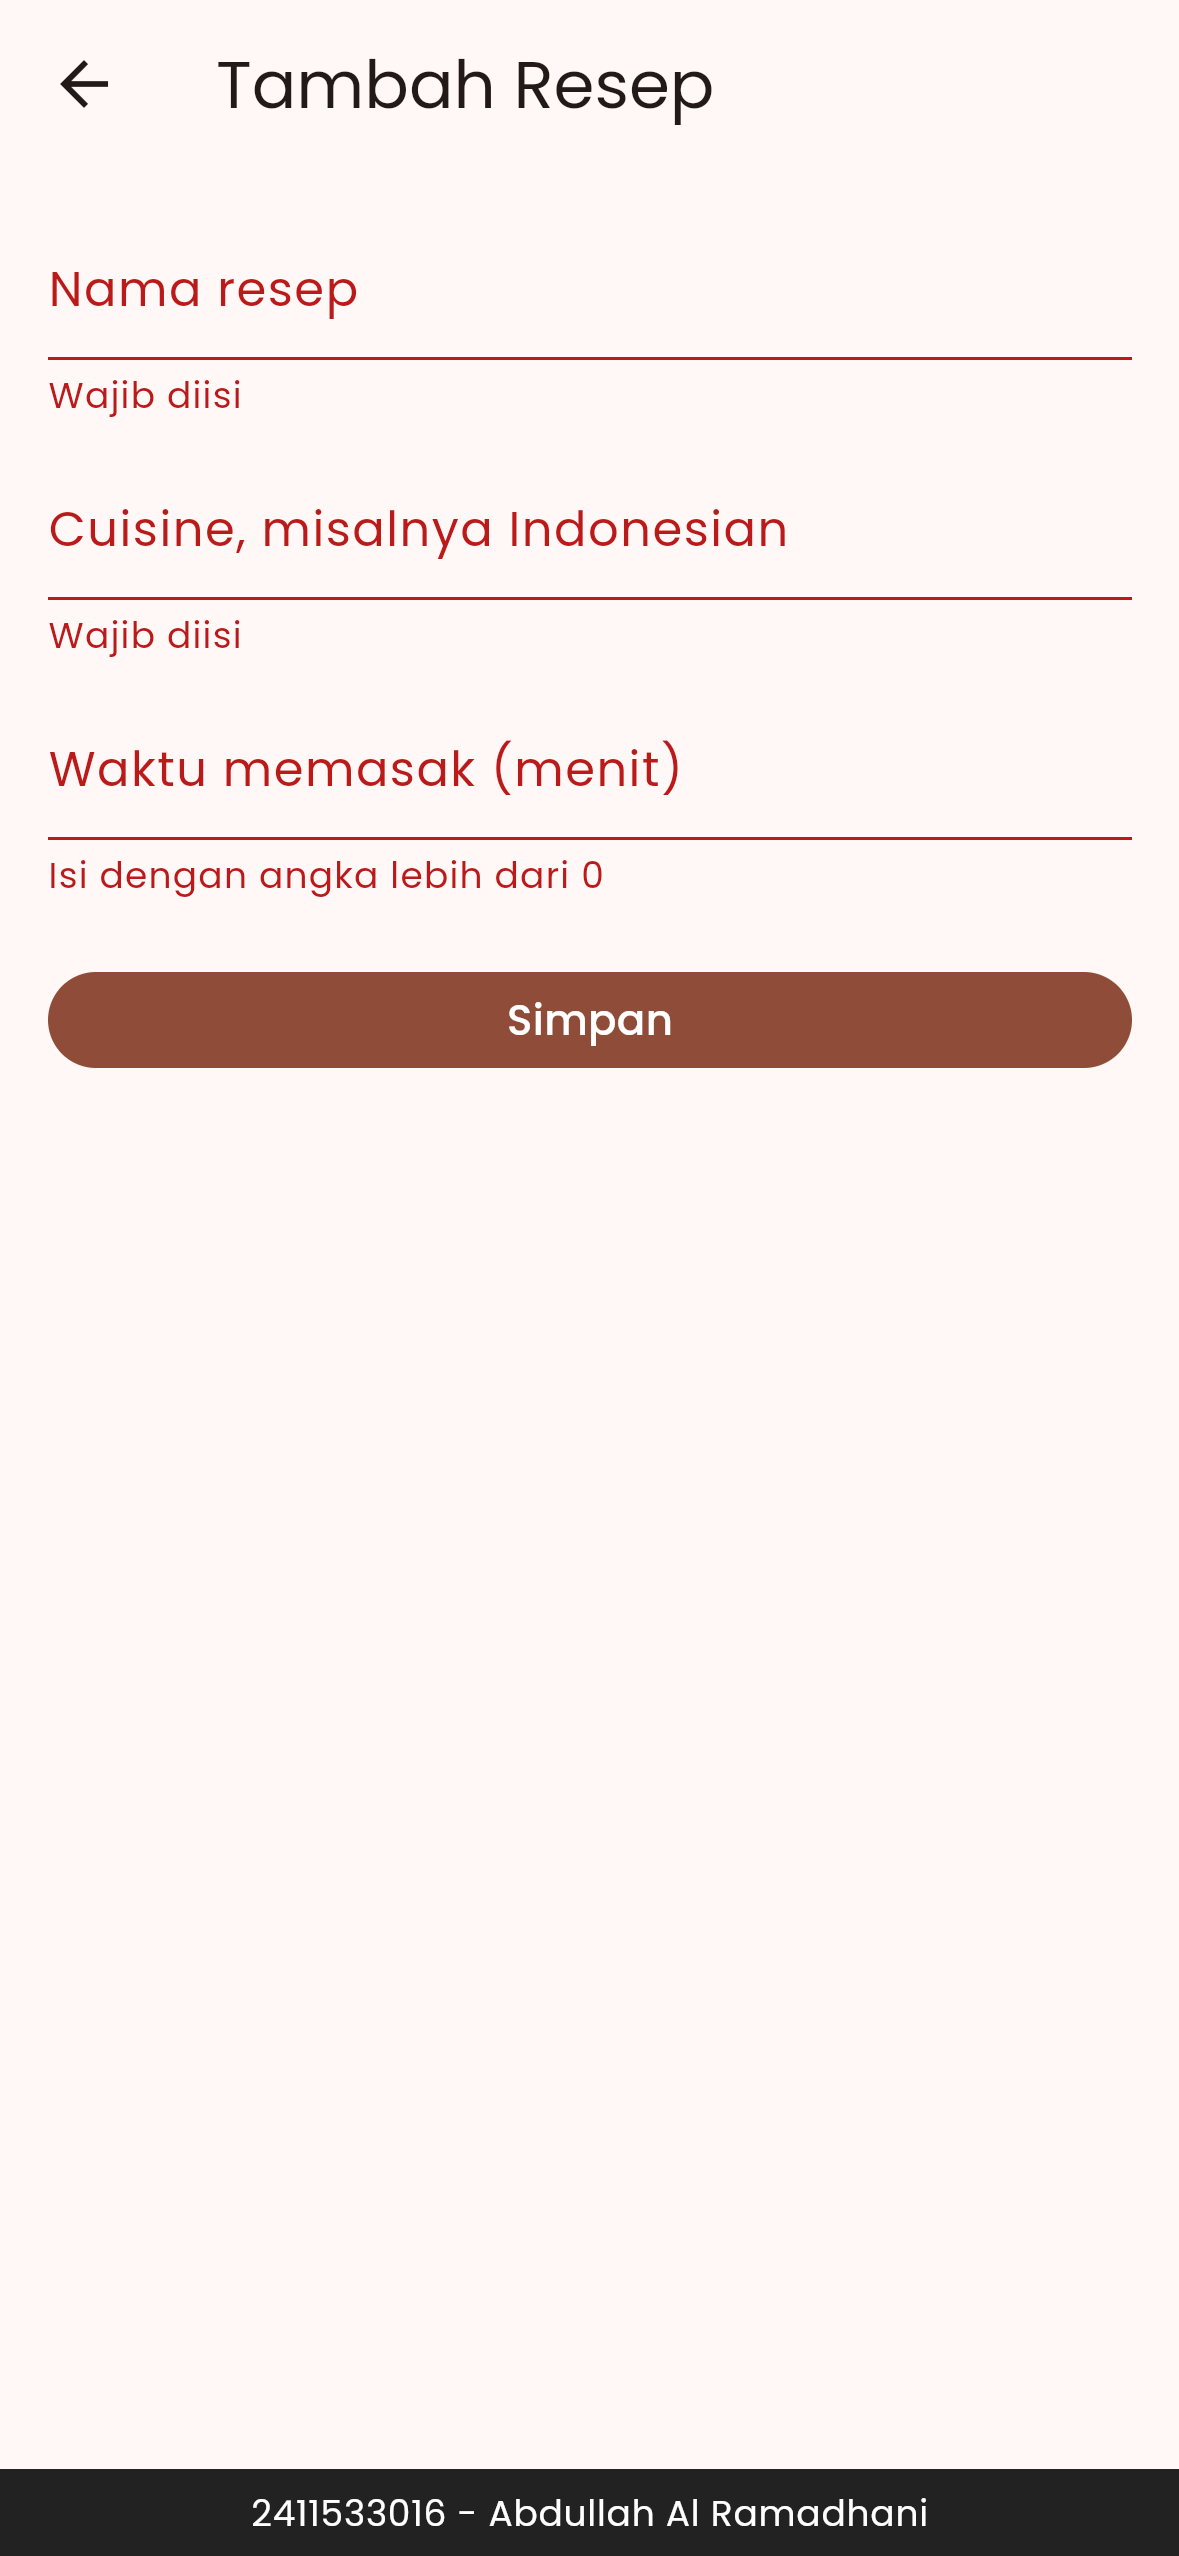 Tambah Resep
Nama resep
Wajib diisi
Cuisine, misalnya Indonesian
Wajib diisi
Waktu memasak (menit)
Isi dengan angka lebih dari 0
Simpan
2411533016 - Abdullah Al Ramadhani